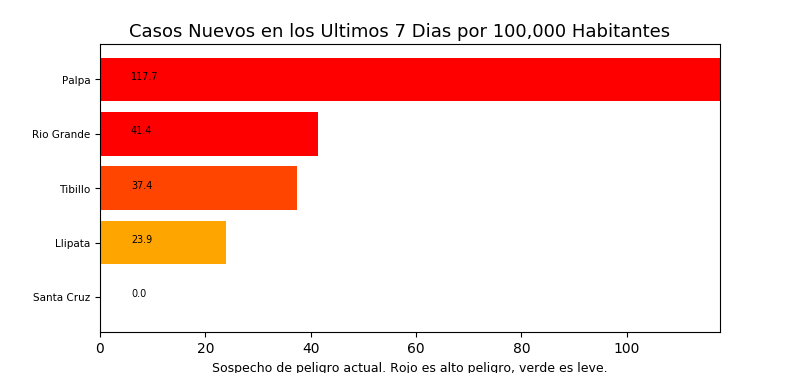 Casos Nuevos en los Ultimos 7 Dias por 100,000 Habitantes
Palpa 117.7
Rio Grande 41.4
Tibillo 37.4
Llipata 23.9
Santa Cruz 0.0
0 20 40 60 80 100
Sospecho de peligro actual. Rojo es alto peligro, verde es leve.